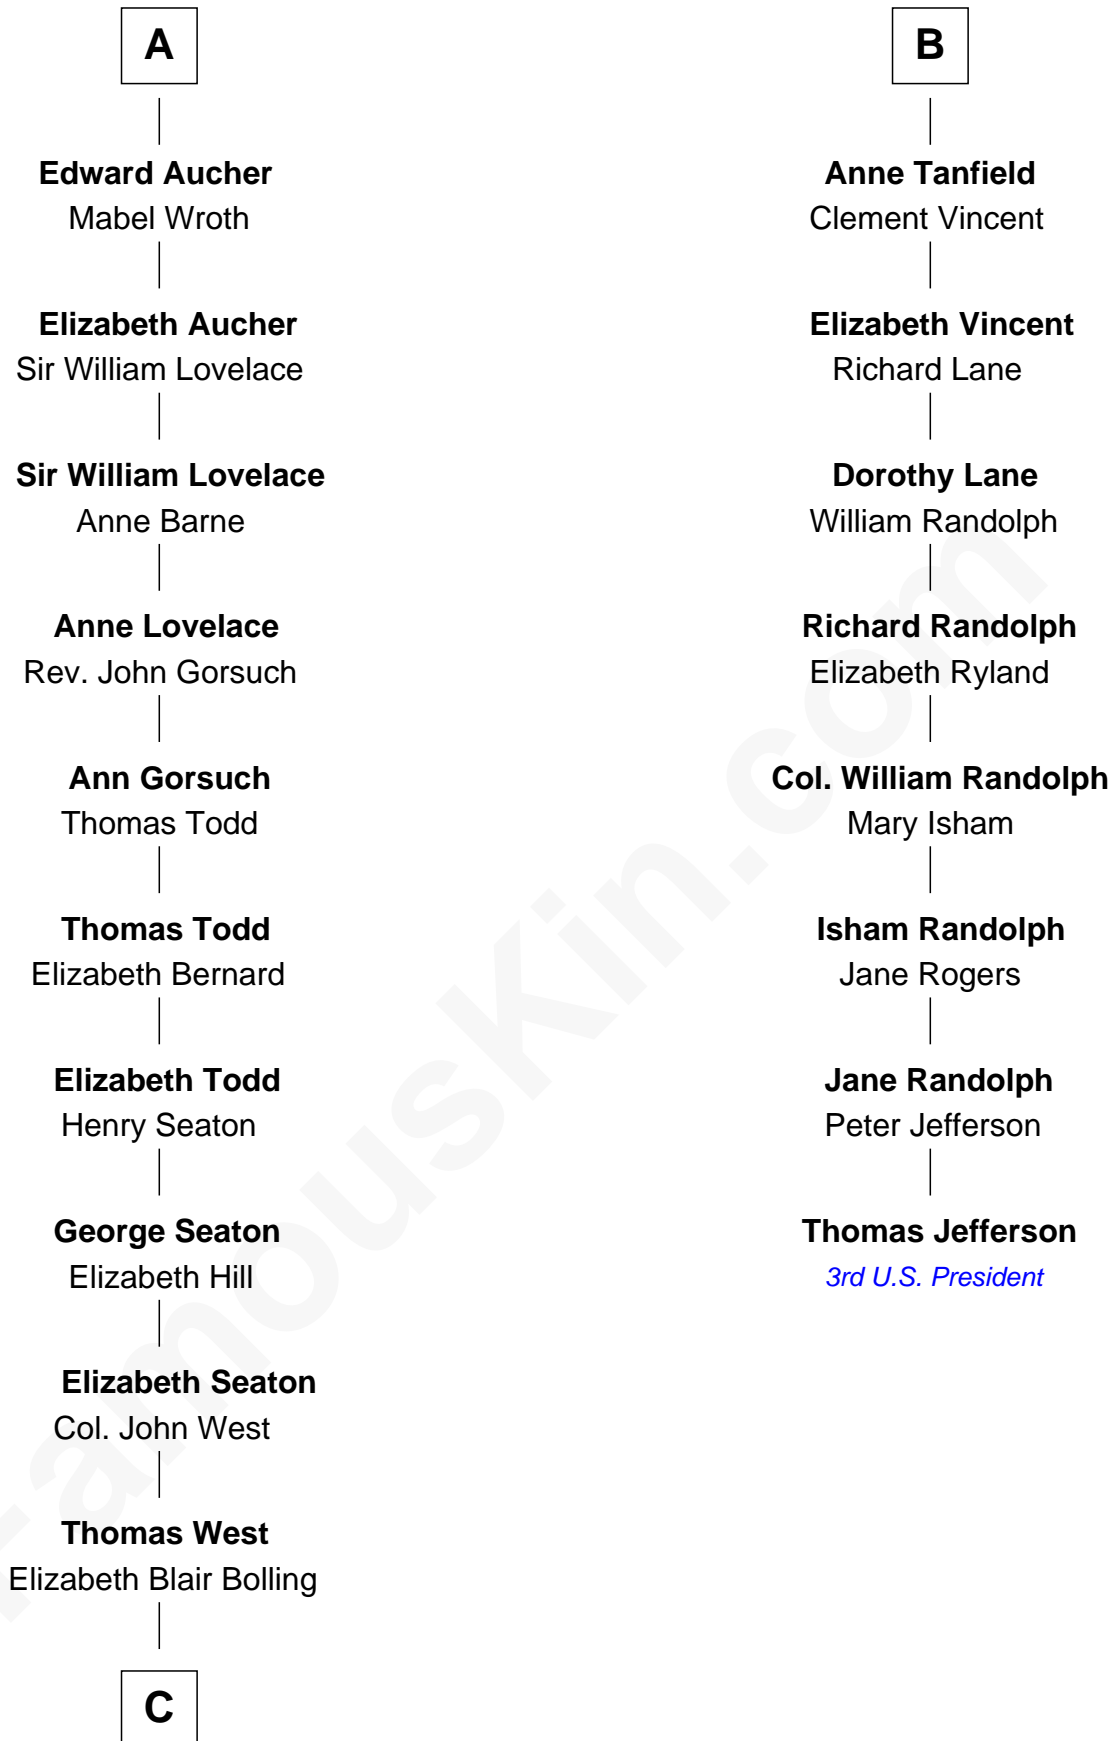 A
Edward Aucher
Mabel Wroth
Elizabeth Aucher
Sir William Lovelace
Sir William Lovelace
Anne Barne
Anne Lovelace
Rev. John Gorsuch
Ann Gorsuch
Thomas Todd
Thomas Todd
Elizabeth Bernard
Elizabeth Todd
Henry Seaton
George Seaton
Elizabeth Hill
Elizabeth Seaton
Col. John West
Thomas West
Elizabeth Blair Bolling
C
B
Anne Tanfield
Clement Vincent
Elizabeth Vincent
Richard Lane
Dorothy Lane
William Randolph
Richard Randolph
Elizabeth Ryland
Col. William Randolph
Mary Isham
Isham Randolph
Jane Rogers
Jane Randolph
Peter Jefferson
Thomas Jefferson
3rd U.S. President
FamousKin.com